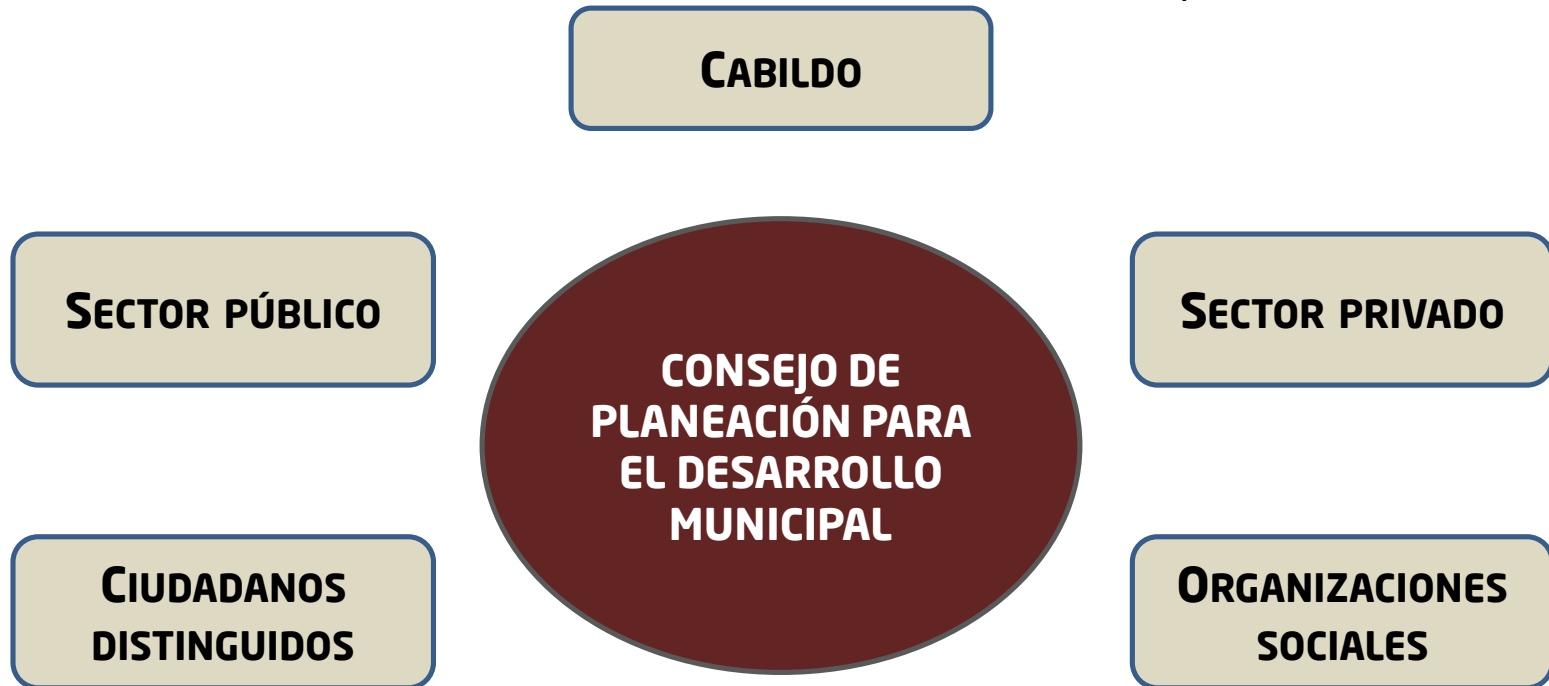 CABILDO
SECTOR PÚBLICO
SECTOR PRIVADO
CONSEJO DE
PLANEACIÓN PARA
EL DESARROLLO
MUNICIPAL
CIUDADANOS
DISTINGUIDOS
ORGANIZACIONES
SOCIALES